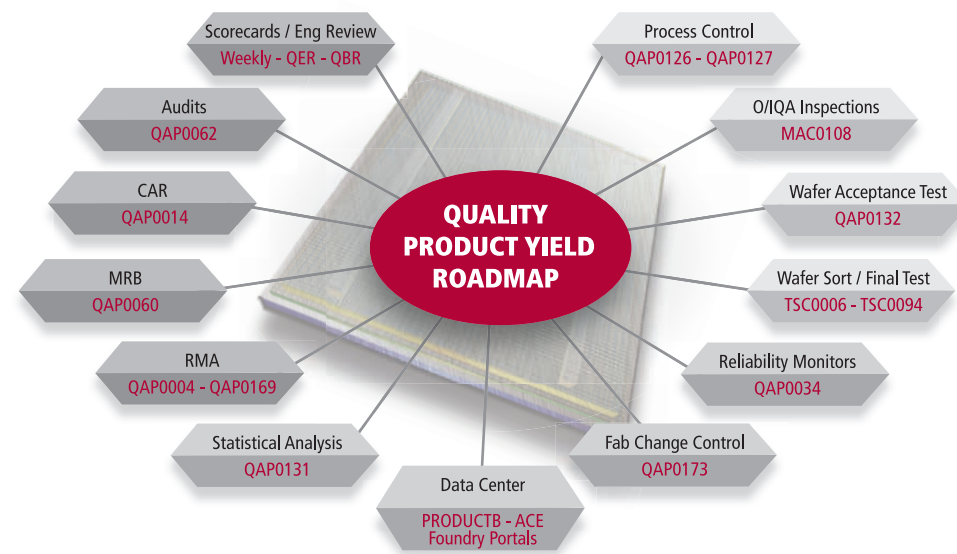 Scorecards / Eng Review
Weekly - QER - QBR
Process Control
QAP0126 - QAP0127
Audits
QAP0062
O/IQA Inspections
MAC0108
CAR
QAP0014
Wafer Acceptance Test
QAP0132
QUALITY
PRODUCT YIELD
ROADMAP
MRB
QAP0060
Wafer Sort / Final Test
TSC0006 - TSC0094
RMA
QAP0004 - QAP0169
Reliability Monitors
QAP0034
Statistical Analysis
QAP0131
Fab Change Control
QAP0173
Data Center
PRODUCTB - ACE
Foundry Portals